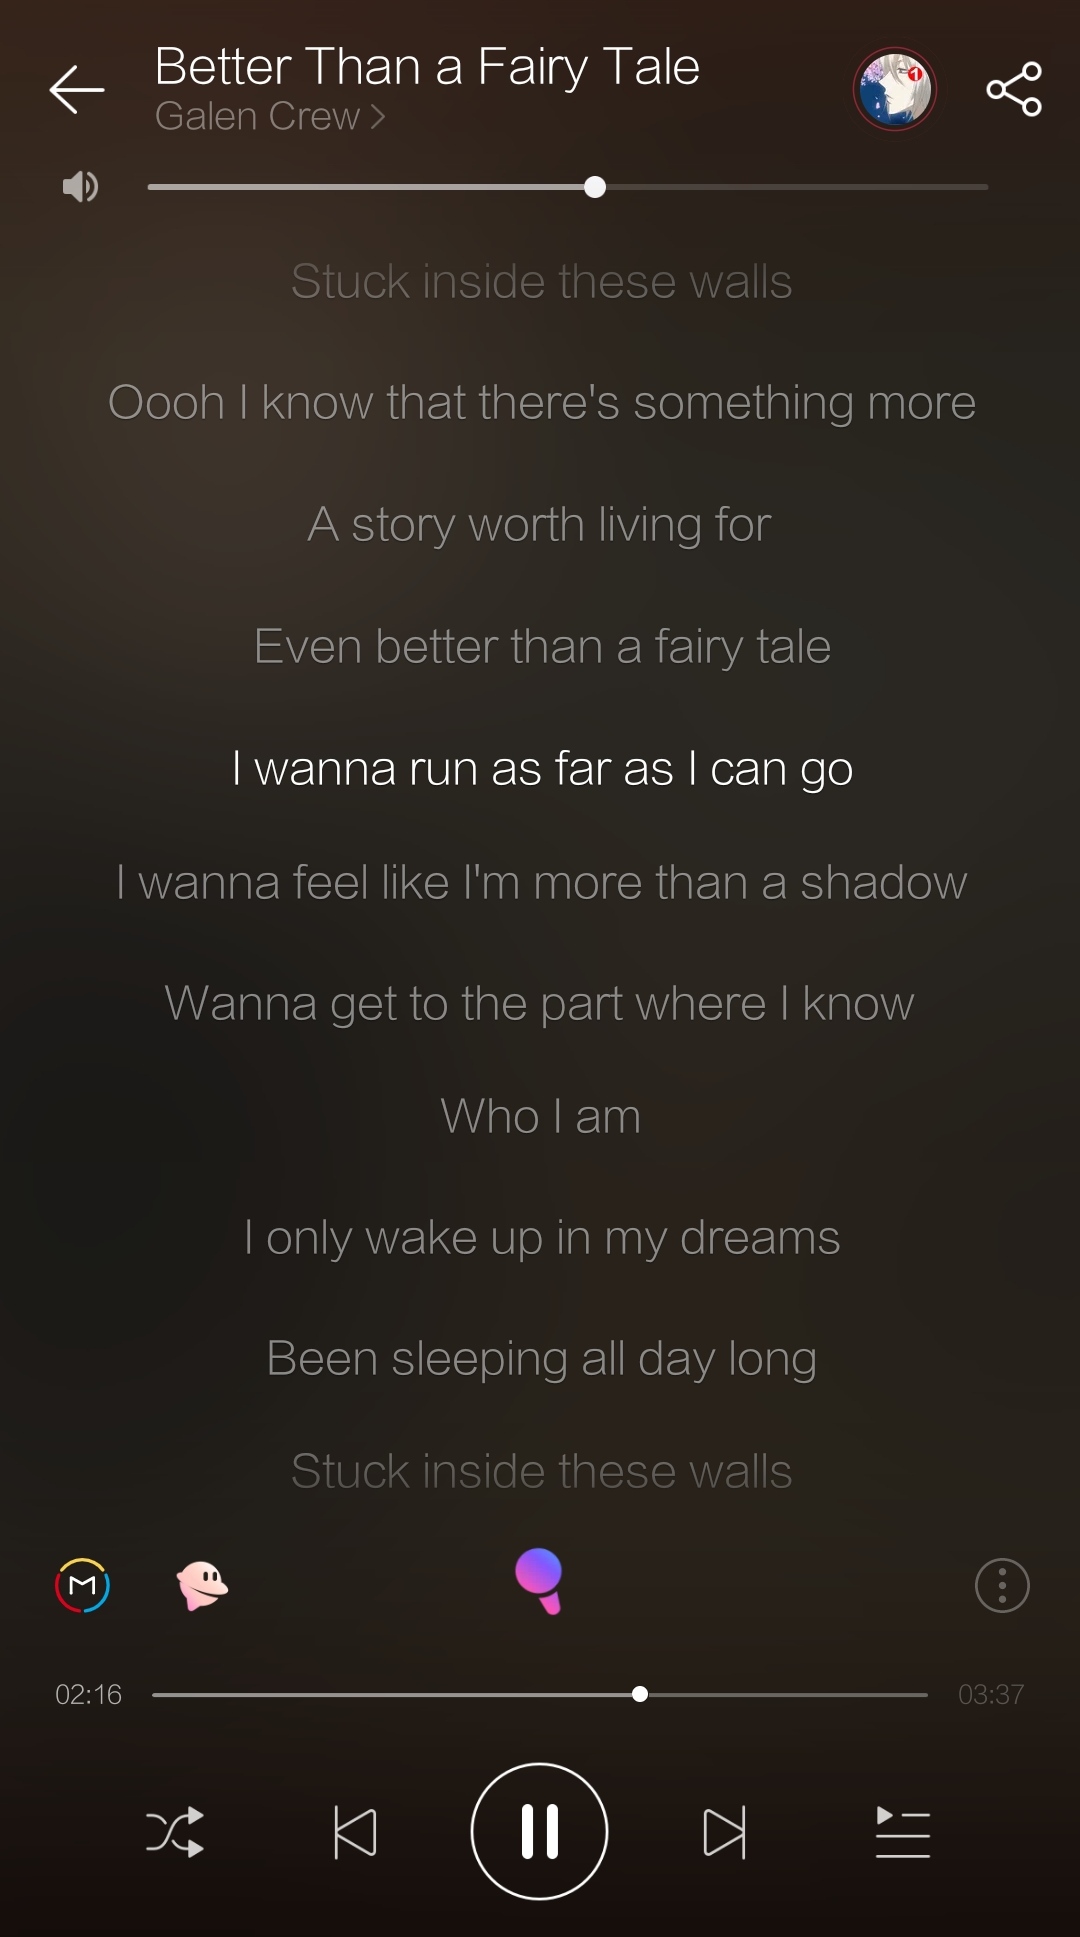 Better Than a Fairy Tale
Galen Crew
1
Stuck inside these walls
Oooh I know that there's something more
A story worth living for
Even better than a fairy tale
I wanna run as far as I can go
I wanna feel like I'm more than a shadow
Wanna get to the part where I know
Who I am
I only wake up in my dreams
Been sleeping all day long
Stuck inside these walls
M
02:16 03:37